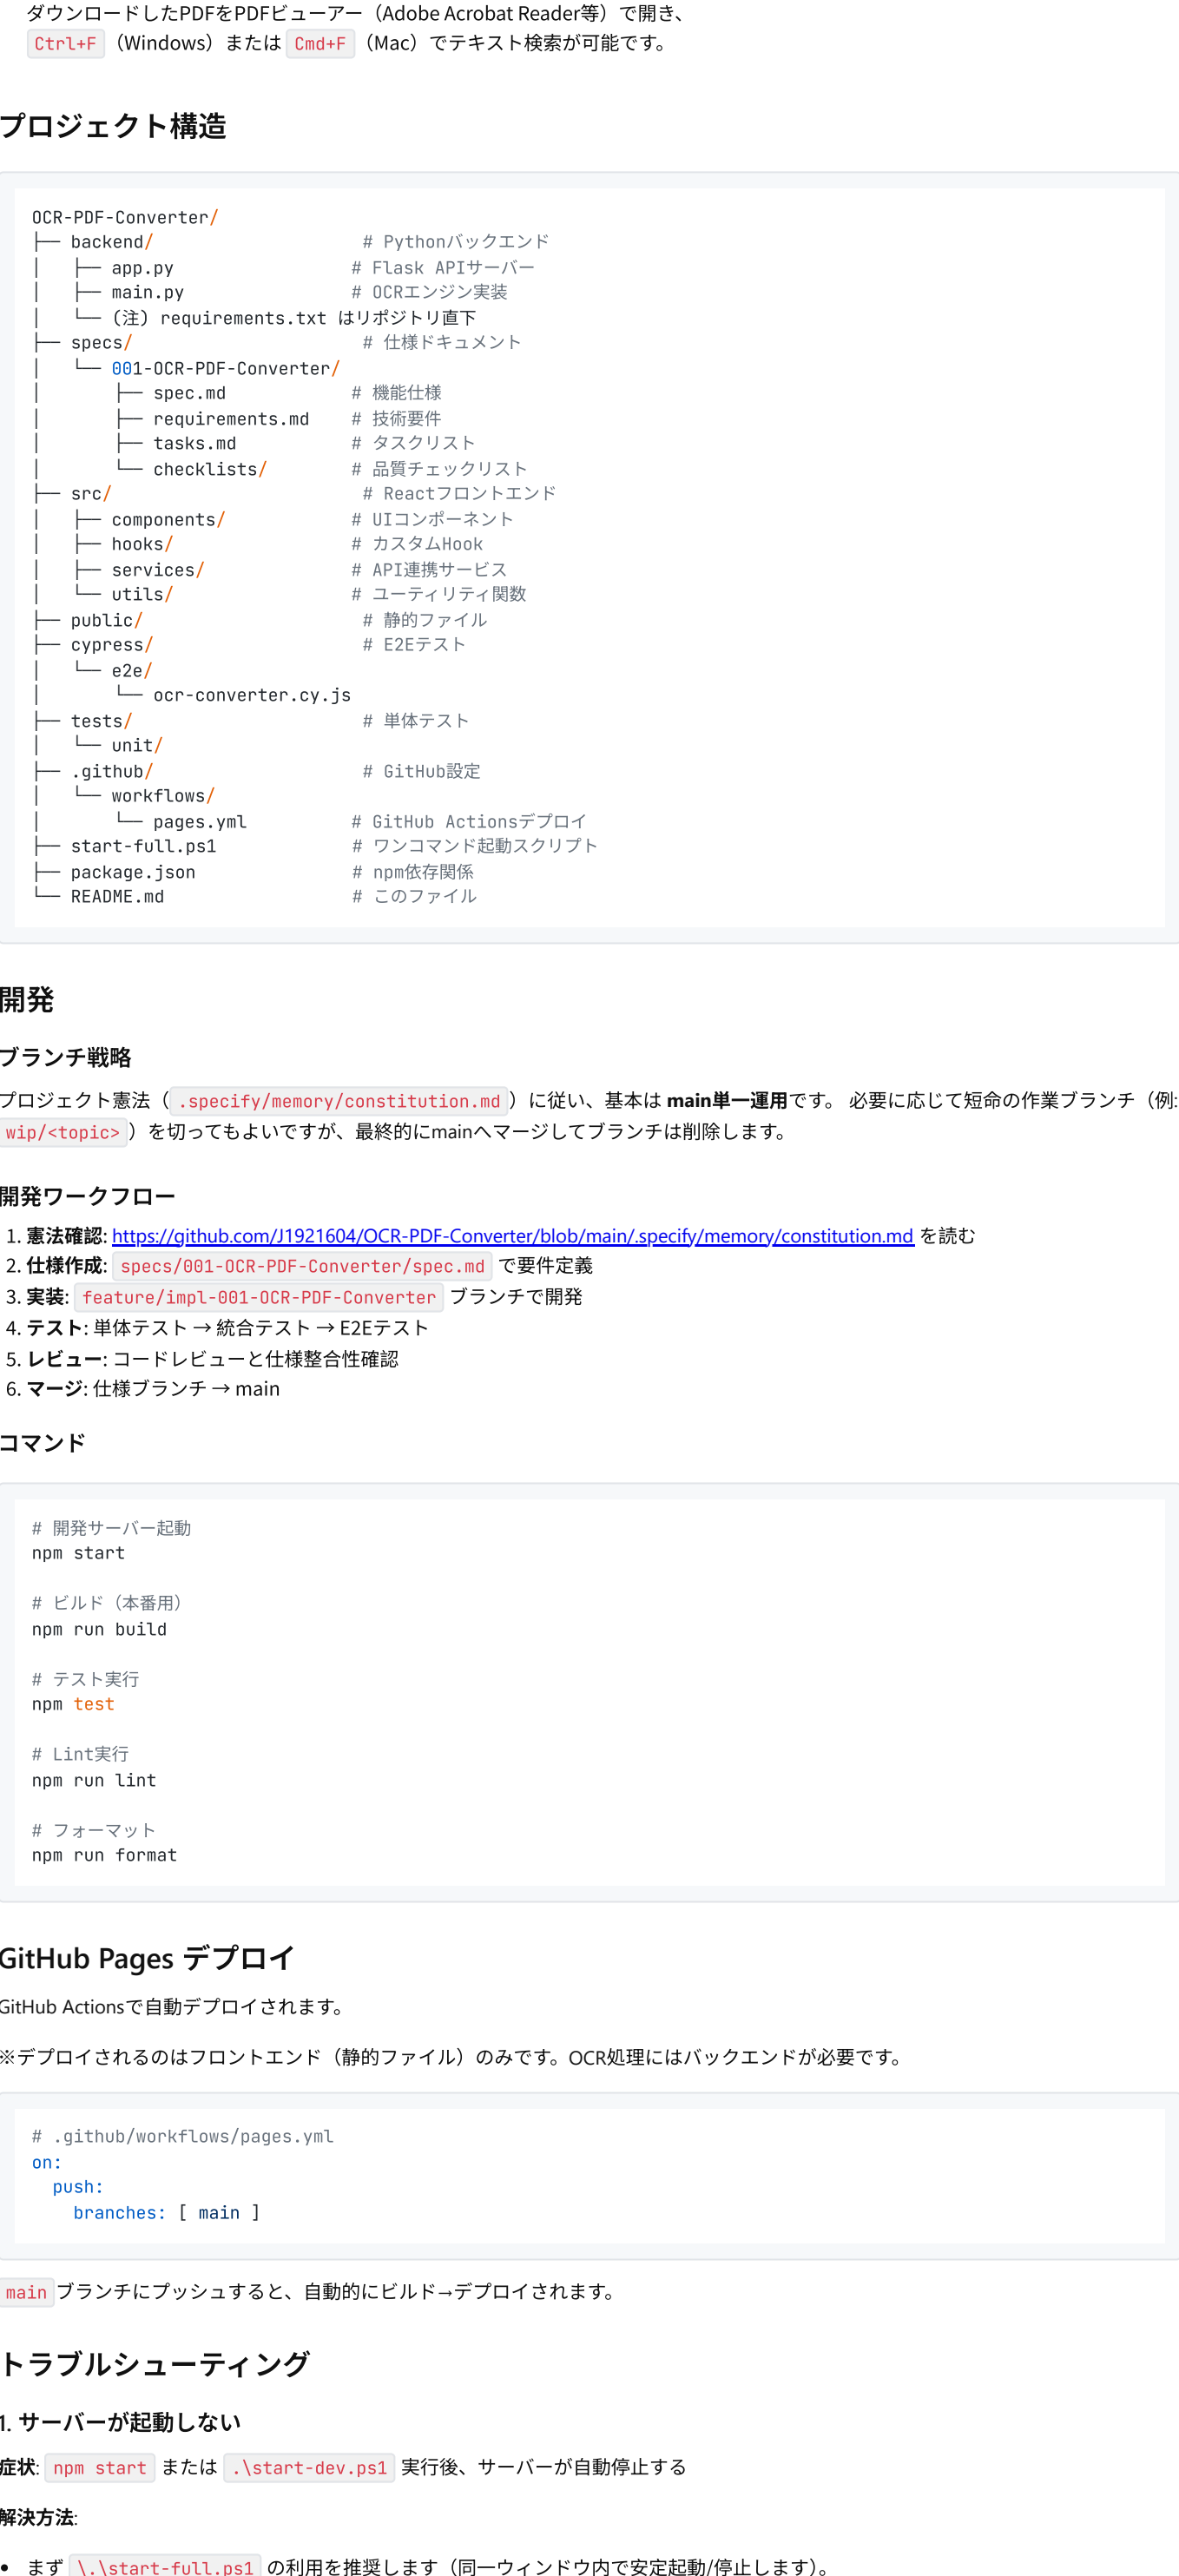 ダウンロードしたPDFをPDFビューアー（Adobe Acrobat Reader等）で開き、
Ctrl+F（Windows）または Cmd+F（Mac）でテキスト検索が可能です。
プロジェクト構造
OCR-PDF-Converter/
├── backend/                    # Pythonバックエンド
│   ├── app.py                 # Flask APIサーバー
│   ├── main.py                # OCRエンジン実装
│   └── (注) requirements.txt はリポジトリ直下
├── specs/                      # 仕様ドキュメント
│   └── 001-OCR-PDF-Converter/
│       ├── spec.md            # 機能仕様
│       ├── requirements.md    # 技術要件
│       ├── tasks.md           # タスクリスト
│       └── checklists/        # 品質チェックリスト
├── src/                        # Reactフロントエンド
│   ├── components/            # UIコンポーネント
│   ├── hooks/                 # カスタムHook
│   ├── services/              # API連携サービス
│   └── utils/                 # ユーティリティ関数
├── public/                     # 静的ファイル
├── cypress/                    # E2Eテスト
│   └── e2e/
│       └── ocr-converter.cy.js
├── tests/                      # 単体テスト
│   └── unit/
├── .github/                    # GitHub設定
│   └── workflows/
│       └── pages.yml          # GitHub Actionsデプロイ
├── start-full.ps1             # ワンコマンド起動スクリプト
├── package.json               # npm依存関係
└── README.md                  # このファイル
開発
ブランチ戦略
プロジェクト憲法（.specify/memory/constitution.md）に従い、基本は main単一運用です。 必要に応じて短命の作業ブランチ（例:
wip/<topic>）を切ってもよいですが、最終的にmainへマージしてブランチは削除します。
開発ワークフロー
1. 憲法確認: https://github.com/J1921604/OCR-PDF-Converter/blob/main/.specify/memory/constitution.md を読む
2. 仕様作成: specs/001-OCR-PDF-Converter/spec.md で要件定義
3. 実装: feature/impl-001-OCR-PDF-Converter ブランチで開発
4. テスト: 単体テスト → 統合テスト → E2Eテスト
5. レビュー: コードレビューと仕様整合性確認
6. マージ: 仕様ブランチ → main
コマンド
# 開発サーバー起動
npm start
# ビルド（本番用）
npm run build
# テスト実行
npm test
# Lint実行
npm run lint
# フォーマット
npm run format
GitHub Pages デプロイ
GitHub Actionsで自動デプロイされます。
※デプロイされるのはフロントエンド（静的ファイル）のみです。OCR処理にはバックエンドが必要です。
# .github/workflows/pages.yml
on:
  push:
    branches: [ main ]
main ブランチにプッシュすると、自動的にビルド→デプロイされます。
トラブルシューティング
1. サーバーが起動しない
症状: npm start または .\start-dev.ps1 実行後、サーバーが自動停止する
解決方法:
• まず \.\start-full.ps1 の利用を推奨します（同一ウィンドウ内で安定起動/停止します）。